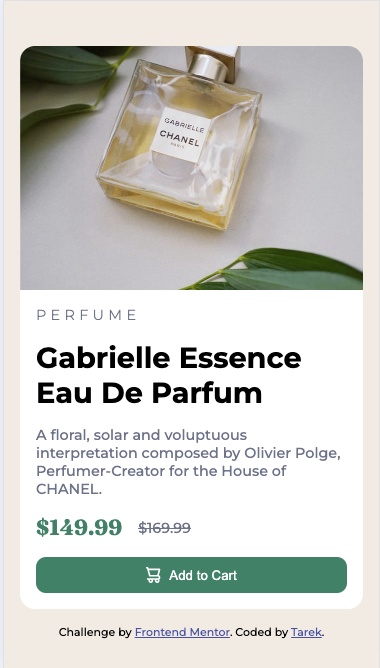 GABRIELLE
CHANEL
PARIS
PERFUME
Gabrielle Essence
Eau De Parfum
A floral, solar and voluptuous
interpretation composed by Olivier Polge,
Perfumer-Creator for the House of
CHANEL.
$149.99 $169.99
Add to Cart
Challenge by Frontend Mentor. Coded by Tarek.